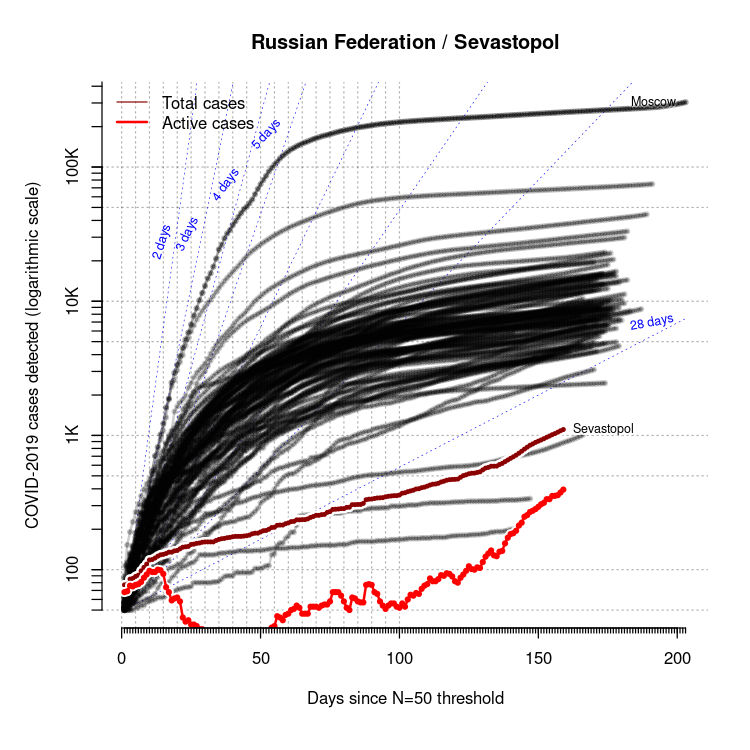 Russian Federation / Sevastopol
Total cases
Active cases
Moscow
2 days
3 days
4 days
5 days
28 days
Sevastopol
COVID-2019 cases detected (logarithmic scale)
100K
10K
1K
100
0
50
100
150
200
Days since N=50 threshold